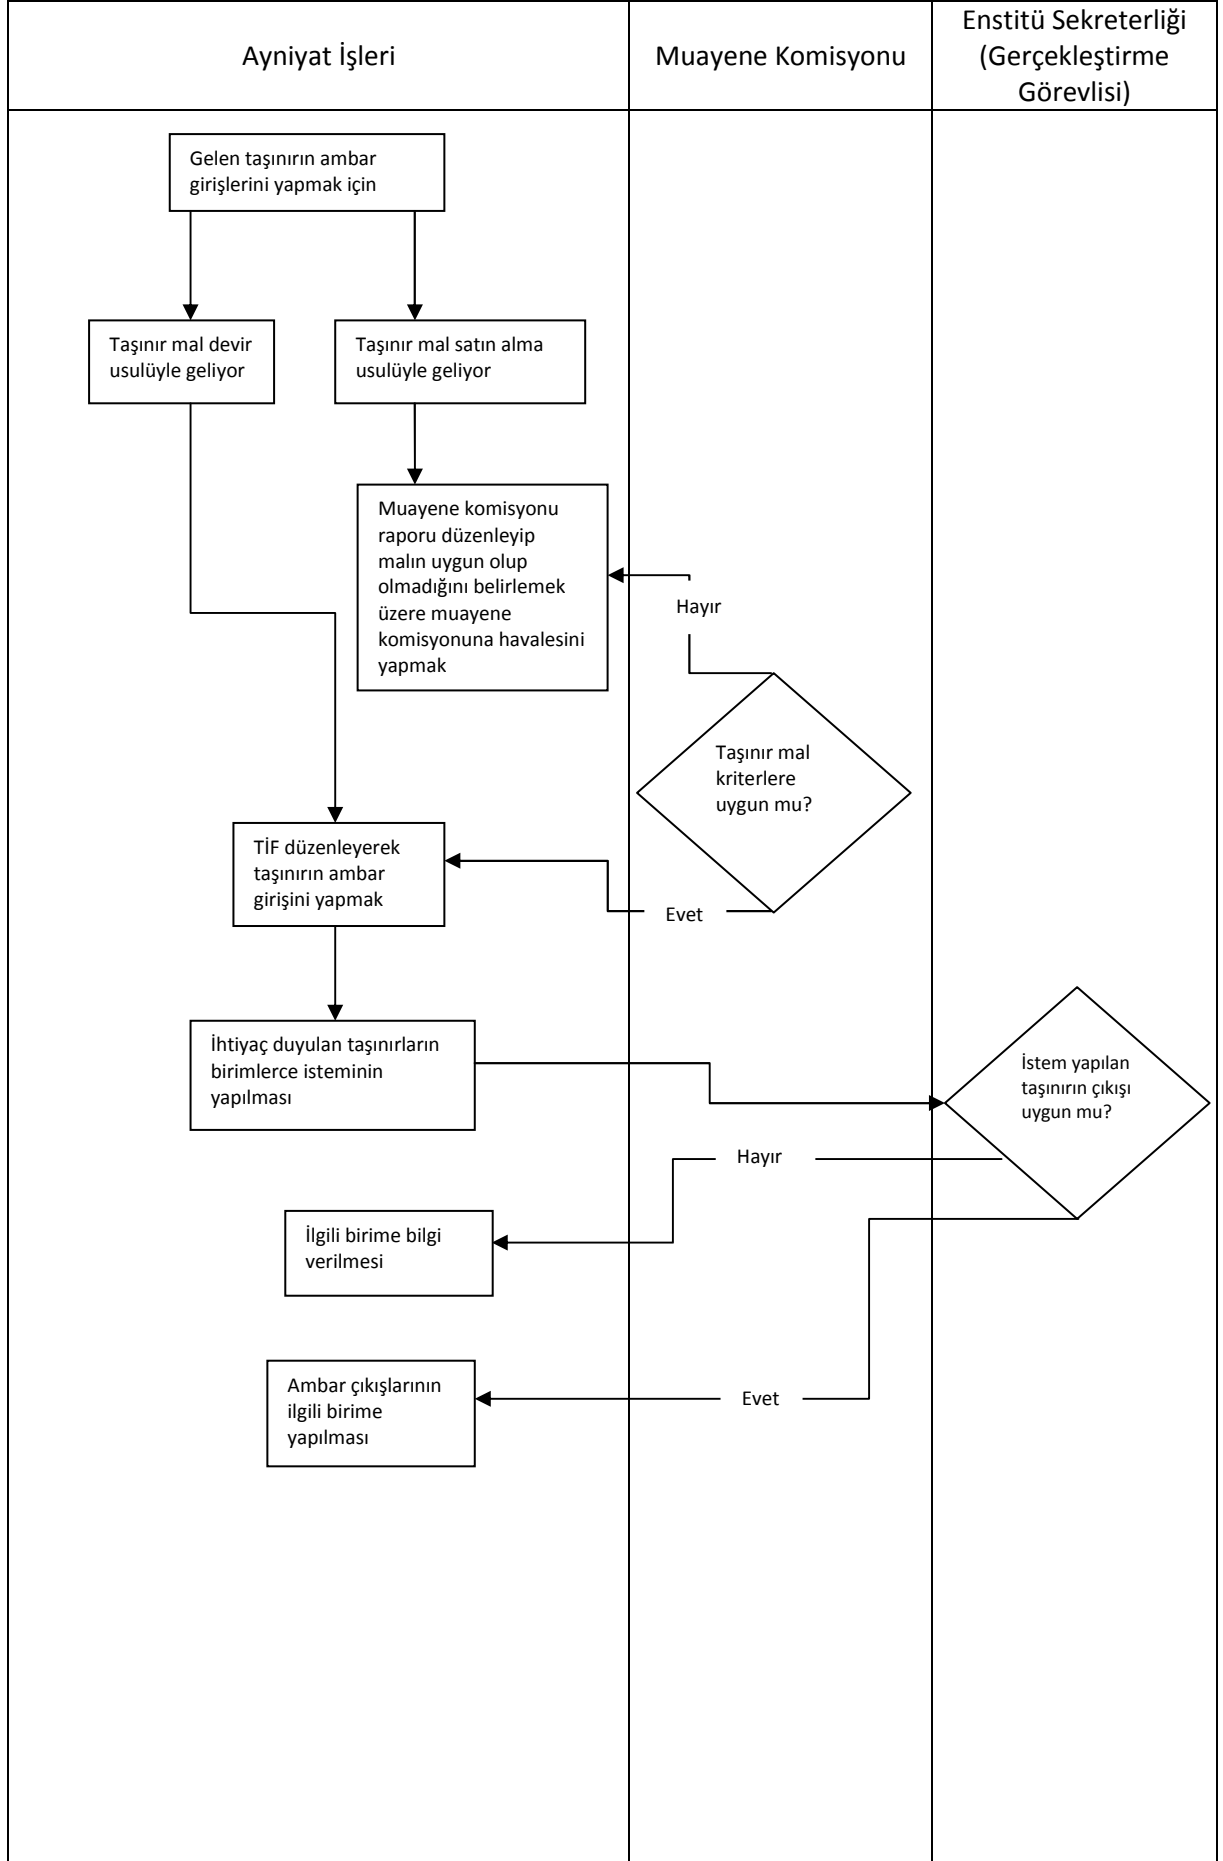 Ayniyat İşleri
Muayene Komisyonu
Enstitü Sekreterliği
(Gerçekleştirme
Görevlisi)
Gelen taşınırın ambar
girişlerini yapmak için
Taşınır mal devir
usulüyle geliyor
Taşınır mal satın alma
usulüyle geliyor
Muayene komisyonu
raporu düzenleyip
malın uygun olup
olmadığını belirlemek
üzere muayene
komisyonuna havalesini
yapmak
Hayır
Taşınır mal
kriterlere
uygun mu?
TİF düzenleyerek
taşınırın ambar
girişini yapmak
Evet
İhtiyaç duyulan taşınırların
birimlerce isteminin
yapılması
İstem yapılan
taşınırın çıkışı
uygun mu?
Hayır
İlgili birime bilgi
verilmesi
Ambar çıkışlarının
ilgili birime
yapılması
Evet